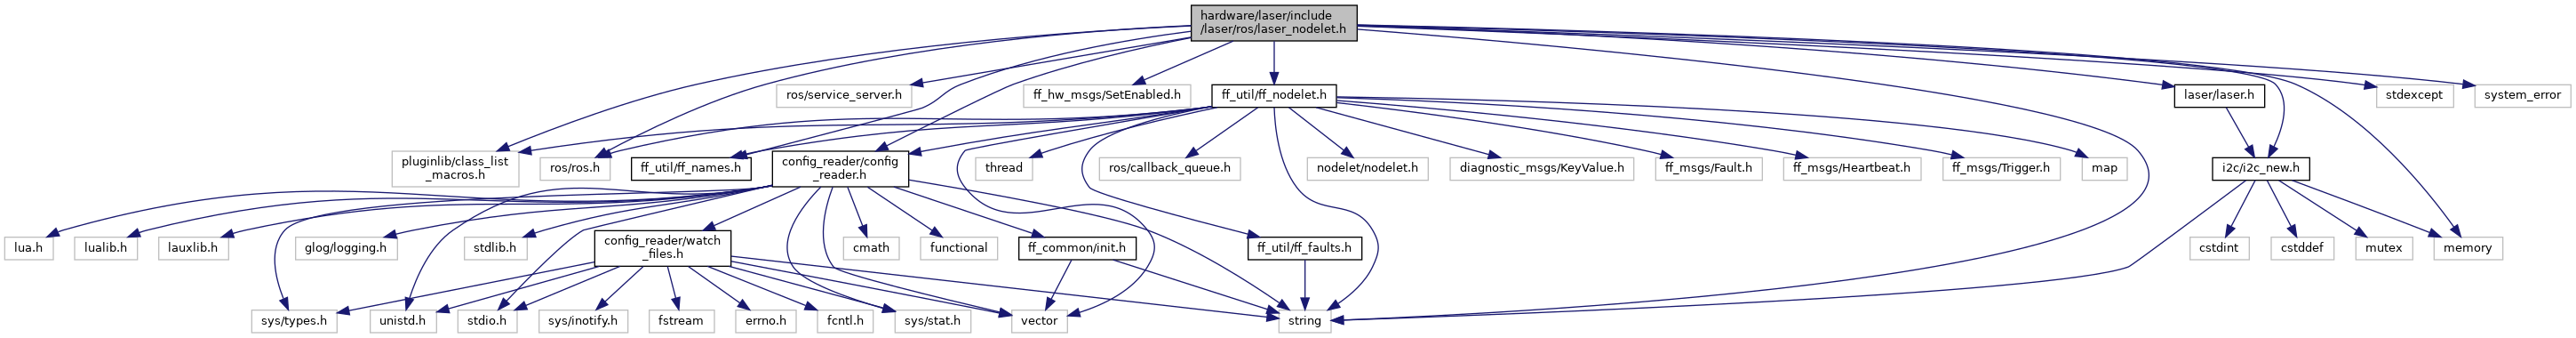 hardware/laser/include
/laser/ros/laser_nodelet.h
ros/service_server.h
ff_hw_msgs/SetEnabled.h
ff_util/ff_nodelet.h
laser/laser.h
stdexcept
system_error
pluginlib/class_list
_macros.h
ros/ros.h
ff_util/ff_names.h
config_reader/config
_reader.h
thread
ros/callback_queue.h
nodelet/nodelet.h
diagnostic_msgs/KeyValue.h
ff_msgs/Fault.h
ff_msgs/Heartbeat.h
ff_msgs/Trigger.h
map
i2c/i2c_new.h
lua.h
lualib.h
lauxlib.h
glog/logging.h
stdlib.h
config_reader/watch
_files.h
cmath
functional
ff_common/init.h
ff_util/ff_faults.h
cstdint
cstddef
mutex
memory
sys/types.h
unistd.h
stdio.h
sys/inotify.h
fstream
errno.h
fcntl.h
sys/stat.h
vector
string